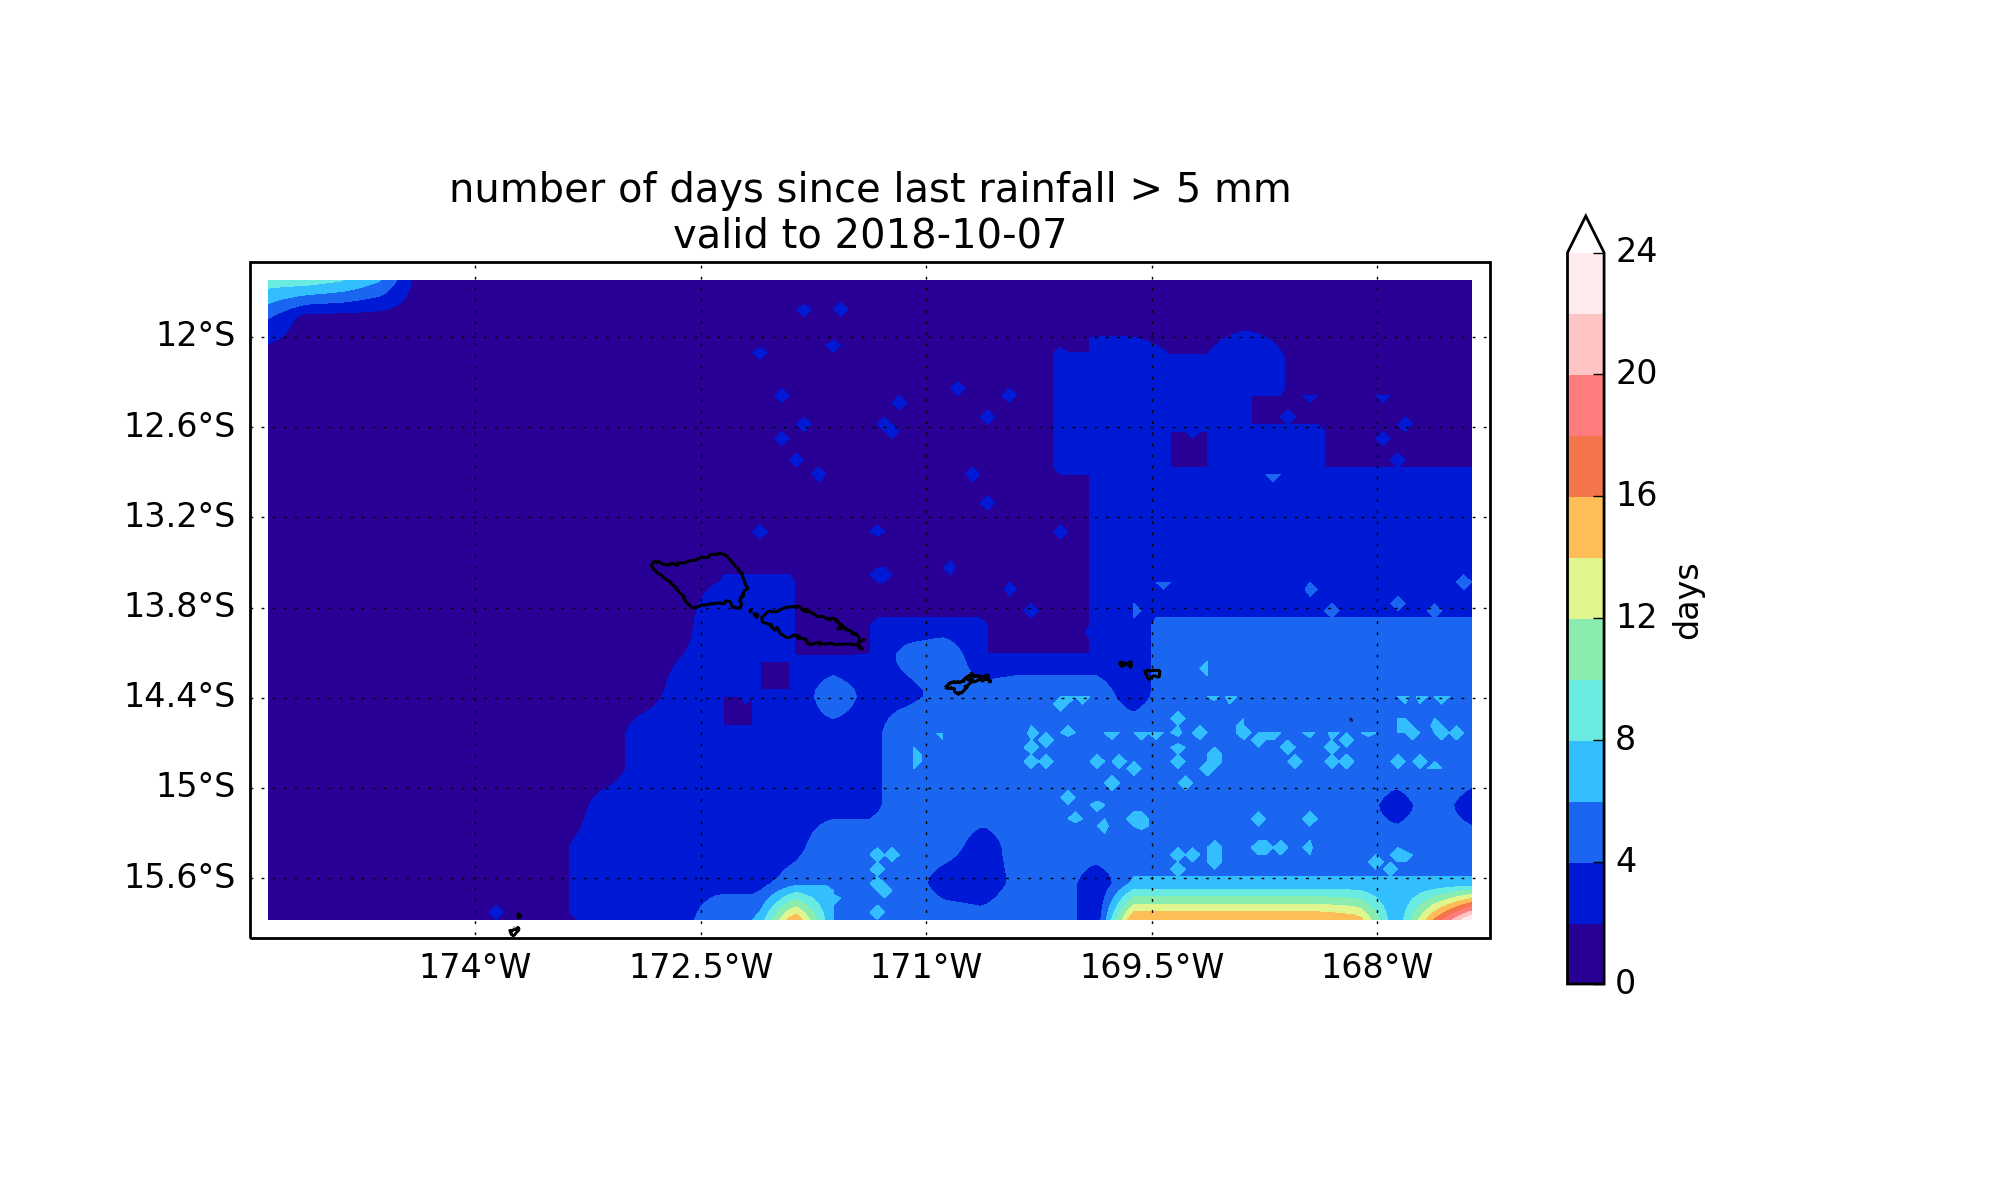 number of days since last rainfall > 5 mm
valid to 2018-10-07
12°S
12.6°S
13.2°S
13.8°S
14.4°S
15°S
15.6°S
174°W 172.5°W 171°W 169.5°W 168°W
24
20
16
12
8
4
0
days